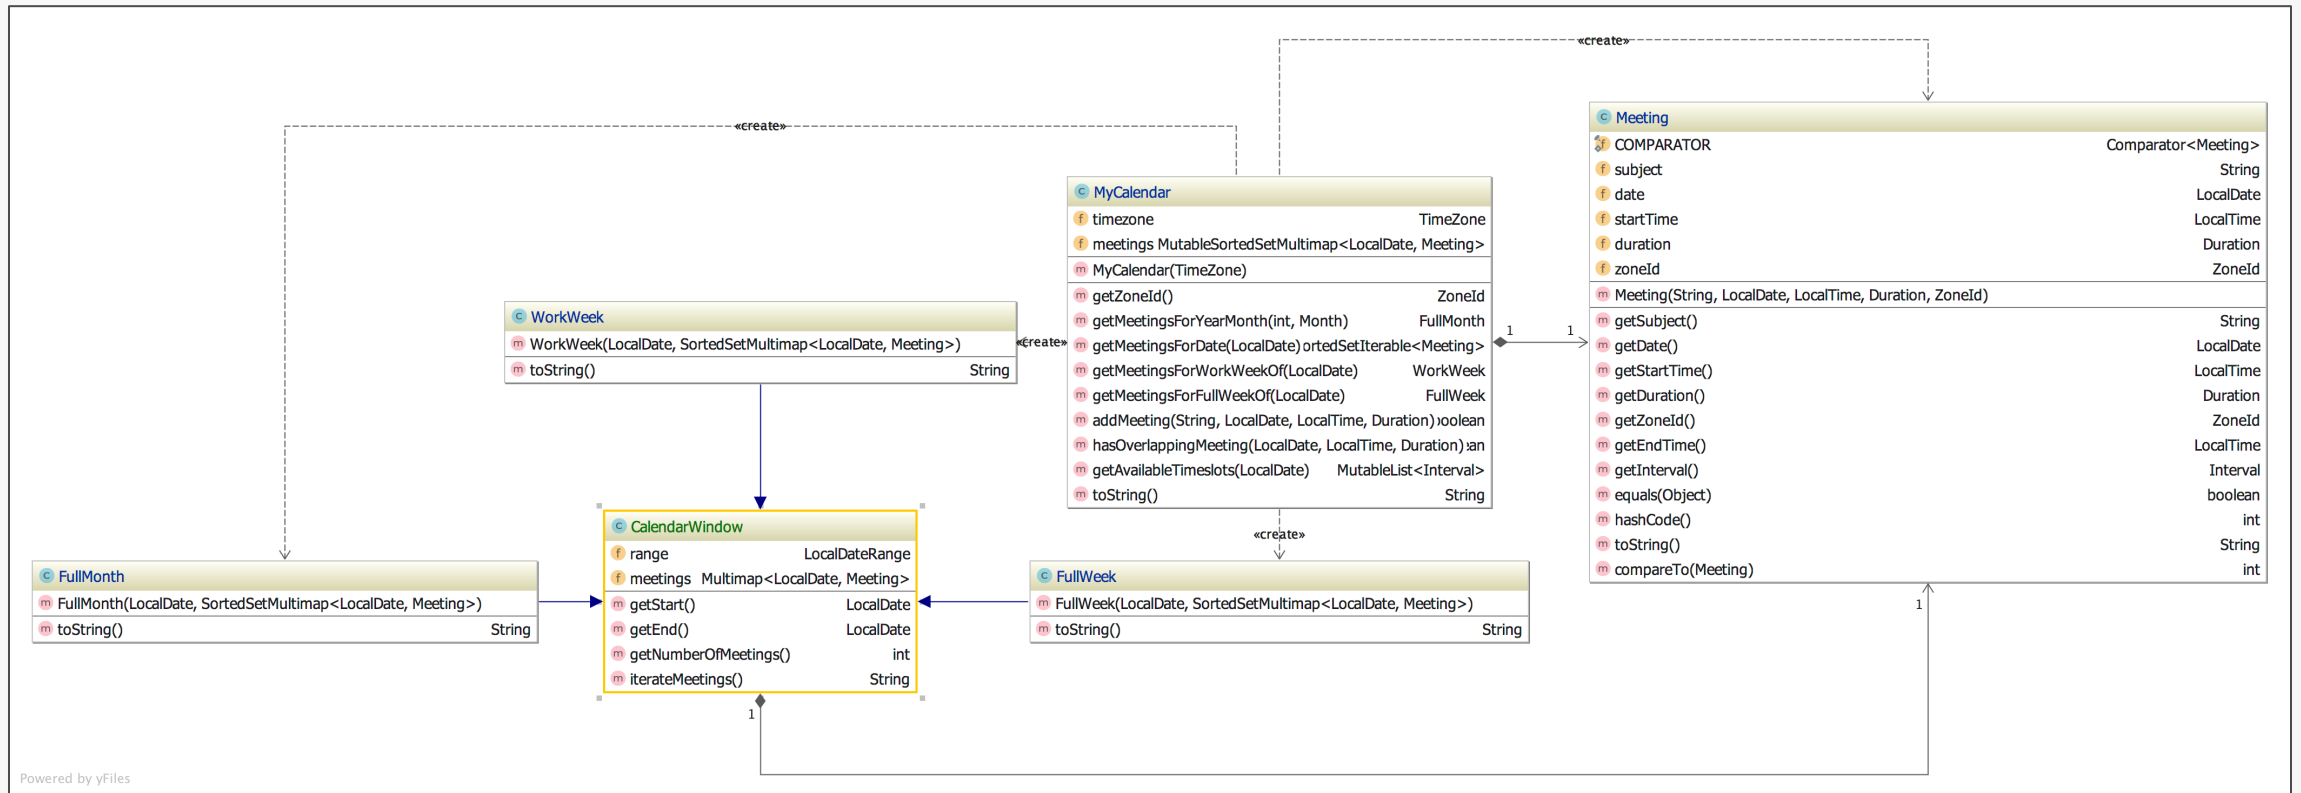 «create»
«create»
Meeting
COMPARATOR Comparator<Meeting>
subject String
date LocalDate
startTime LocalTime
duration Duration
zoneId ZoneId
Meeting(String, LocalDate, LocalTime, Duration, ZoneId)
getSubject() String
getDate() LocalDate
getStartTime() LocalTime
getDuration() Duration
getZoneId() ZoneId
getEndTime() LocalTime
getInterval() Interval
equals(Object) boolean
hashCode() int
toString() String
compareTo(Meeting) int
MyCalendar
timezone TimeZone
meetings MutableSortedSetMultimap<LocalDate, Meeting>
MyCalendar(TimeZone)
getZoneId() ZoneId
getMeetingsForYearMonth(int, Month) FullMonth
getMeetingsForDate(LocalDate) ortedSetIterable<Meeting>
getMeetingsForWorkWeekOf(LocalDate) WorkWeek
getMeetingsForFullWeekOf(LocalDate) FullWeek
addMeeting(String, LocalDate, LocalTime, Duration) oolean
hasOverlappingMeeting(LocalDate, LocalTime, Duration) an
getAvailableTimeslots(LocalDate) MutableList<Interval>
toString() String
1 1
WorkWeek
WorkWeek(LocalDate, SortedSetMultimap<LocalDate, Meeting>)
toString() String
«create»
«create»
CalendarWindow
range LocalDateRange
meetings Multimap<LocalDate, Meeting>
getStart() LocalDate
getEnd() LocalDate
getNumberOfMeetings() int
iterateMeetings() String
FullMonth
FullMonth(LocalDate, SortedSetMultimap<LocalDate, Meeting>)
toString() String
FullWeek
FullWeek(LocalDate, SortedSetMultimap<LocalDate, Meeting>)
toString() String
1
1
Powered by yFiles